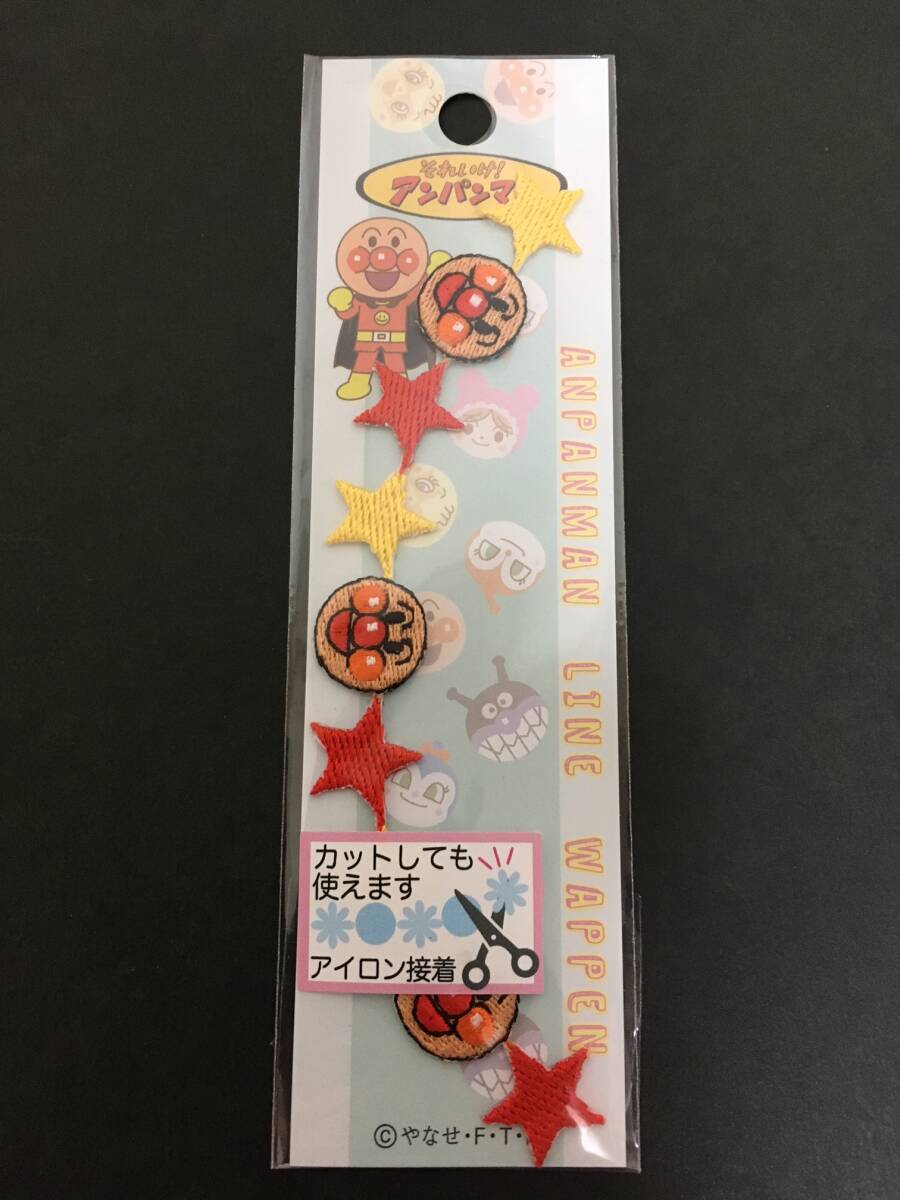 それいけ!
アンパンマ
ANPANMAN LINE WAPPEN
カットしても
使えます
アイロン接着
©やなせ・F・T・